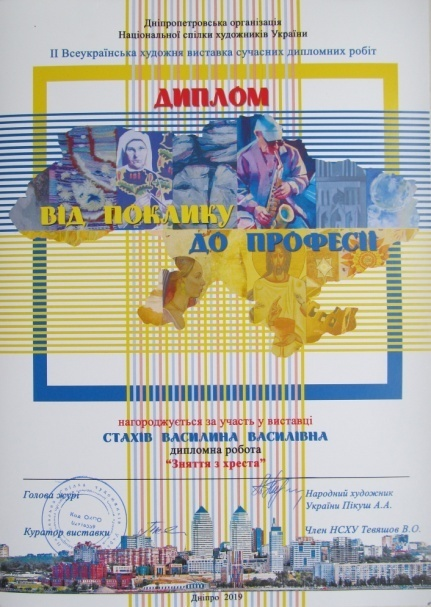 Дніпропетровська організація
Національної спілки художників України
II Всеукраїнська художня виставка сучасних дипломних робіт
ДИПЛОМ
ВІД ПОКЛИКУ
ДО ПРОФЕСІЇ
нагороджується за участь у виставці
СТАХІВ ВАСИЛИНА ВАСИЛІВНА
дипломна робота
“Зняття з хреста”
Голова журі
Народний художник
України Пікуш А.А.
Куратор виставки
Член НСХУ Тевяшов В.О.
Дніпро 2019